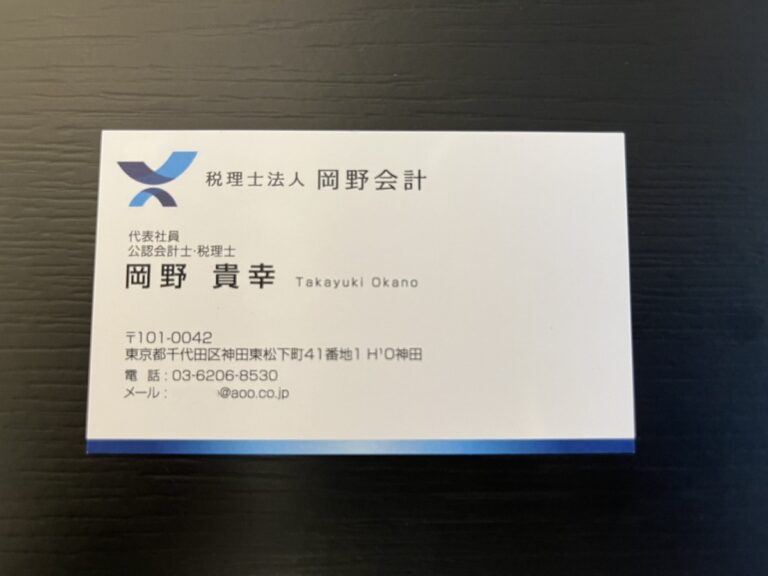 税理士法人 岡野会計
代表社員
公認会計士・税理士
岡野 貴幸 Takayuki Okano
〒101-0042
東京都千代田区神田東松下町41番地1 H¹O神田
電 話 : 03-6206-8530
メール : @aoo.co.jp